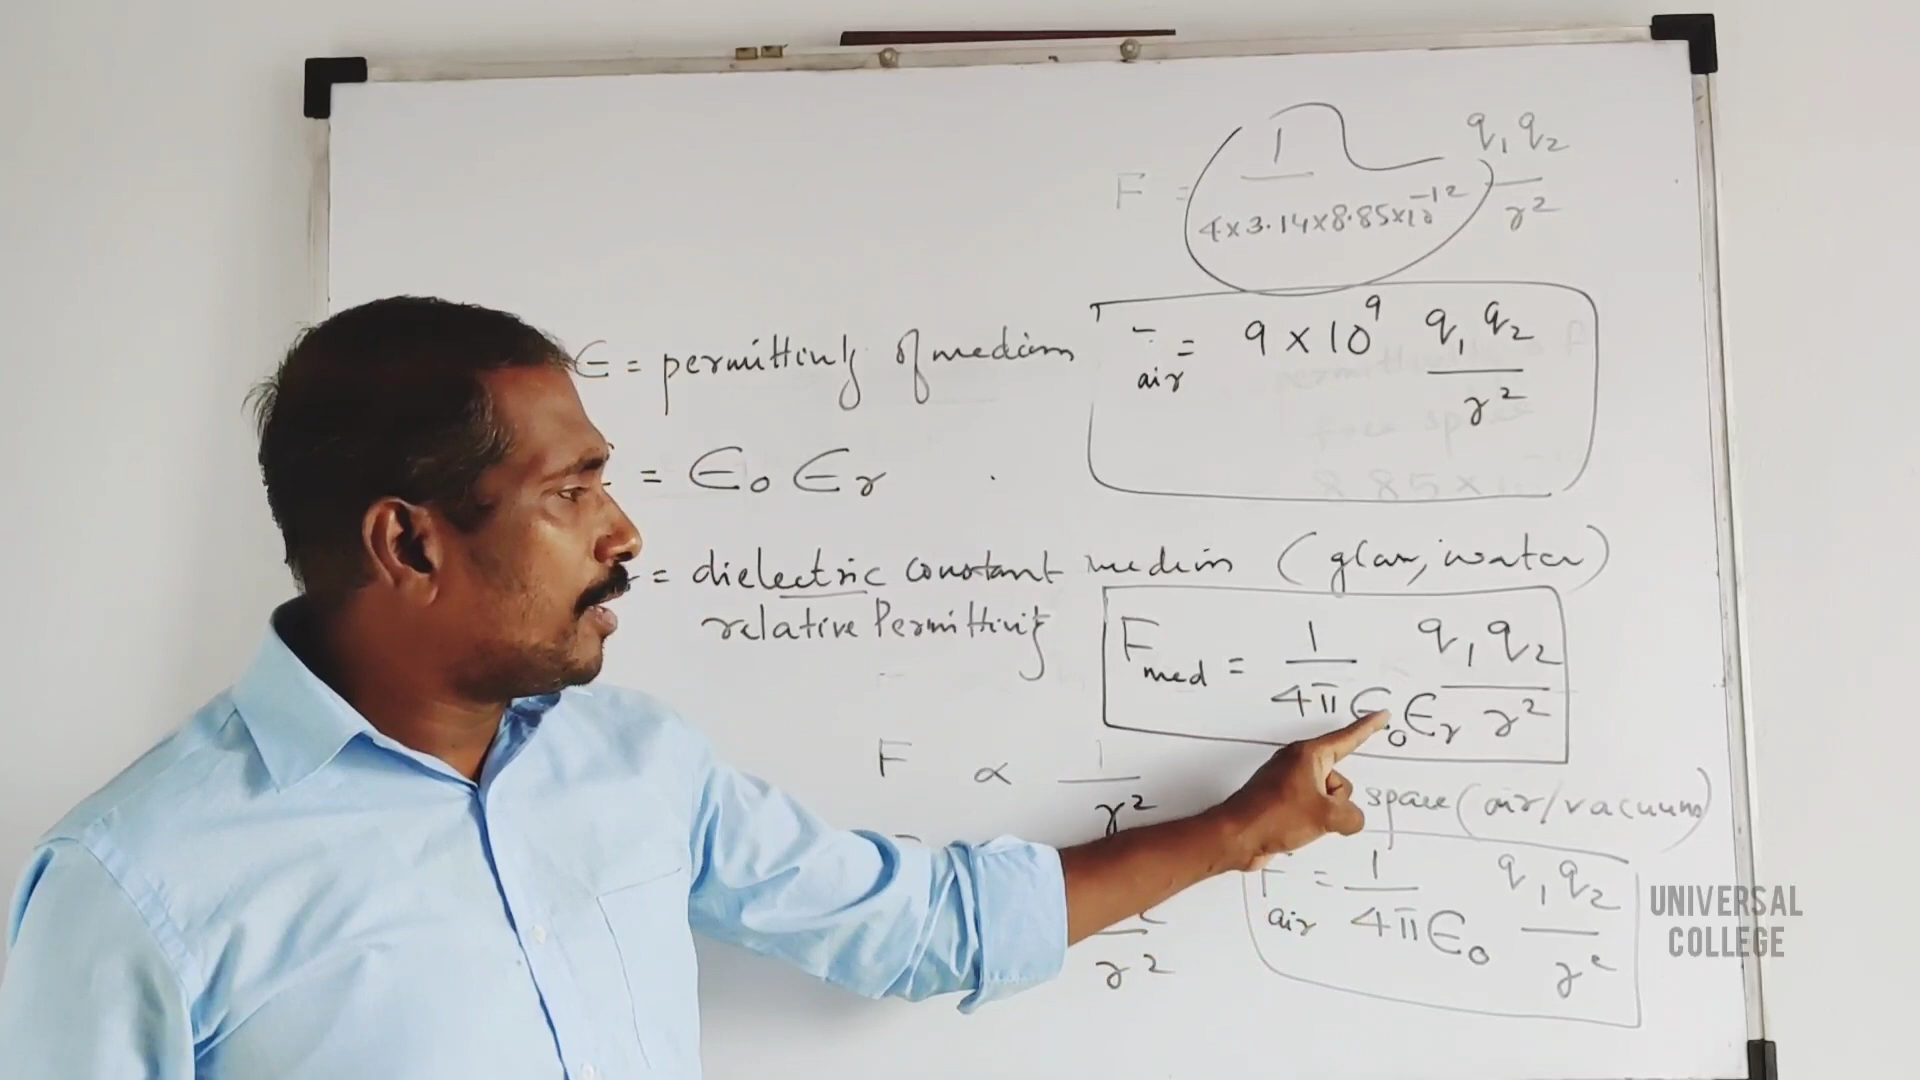 F = 1 / 4×3.14×8.85×10⁻¹² q₁q₂ / r²
∈ = permittinly of medium
air = 9 × 10⁹ q₁q₂ / r²
= ∈₀ ∈r
= dielectric constant medium (glass, water)
relative Permittivity
F med = 1 / 4π∈₀∈r q₁q₂ / r²
F ∝ 1 / r²
space (air/vacuum)
F air = 1 / 4π∈₀ q₁q₂ / r²
r²
UNIVERSAL
COLLEGE